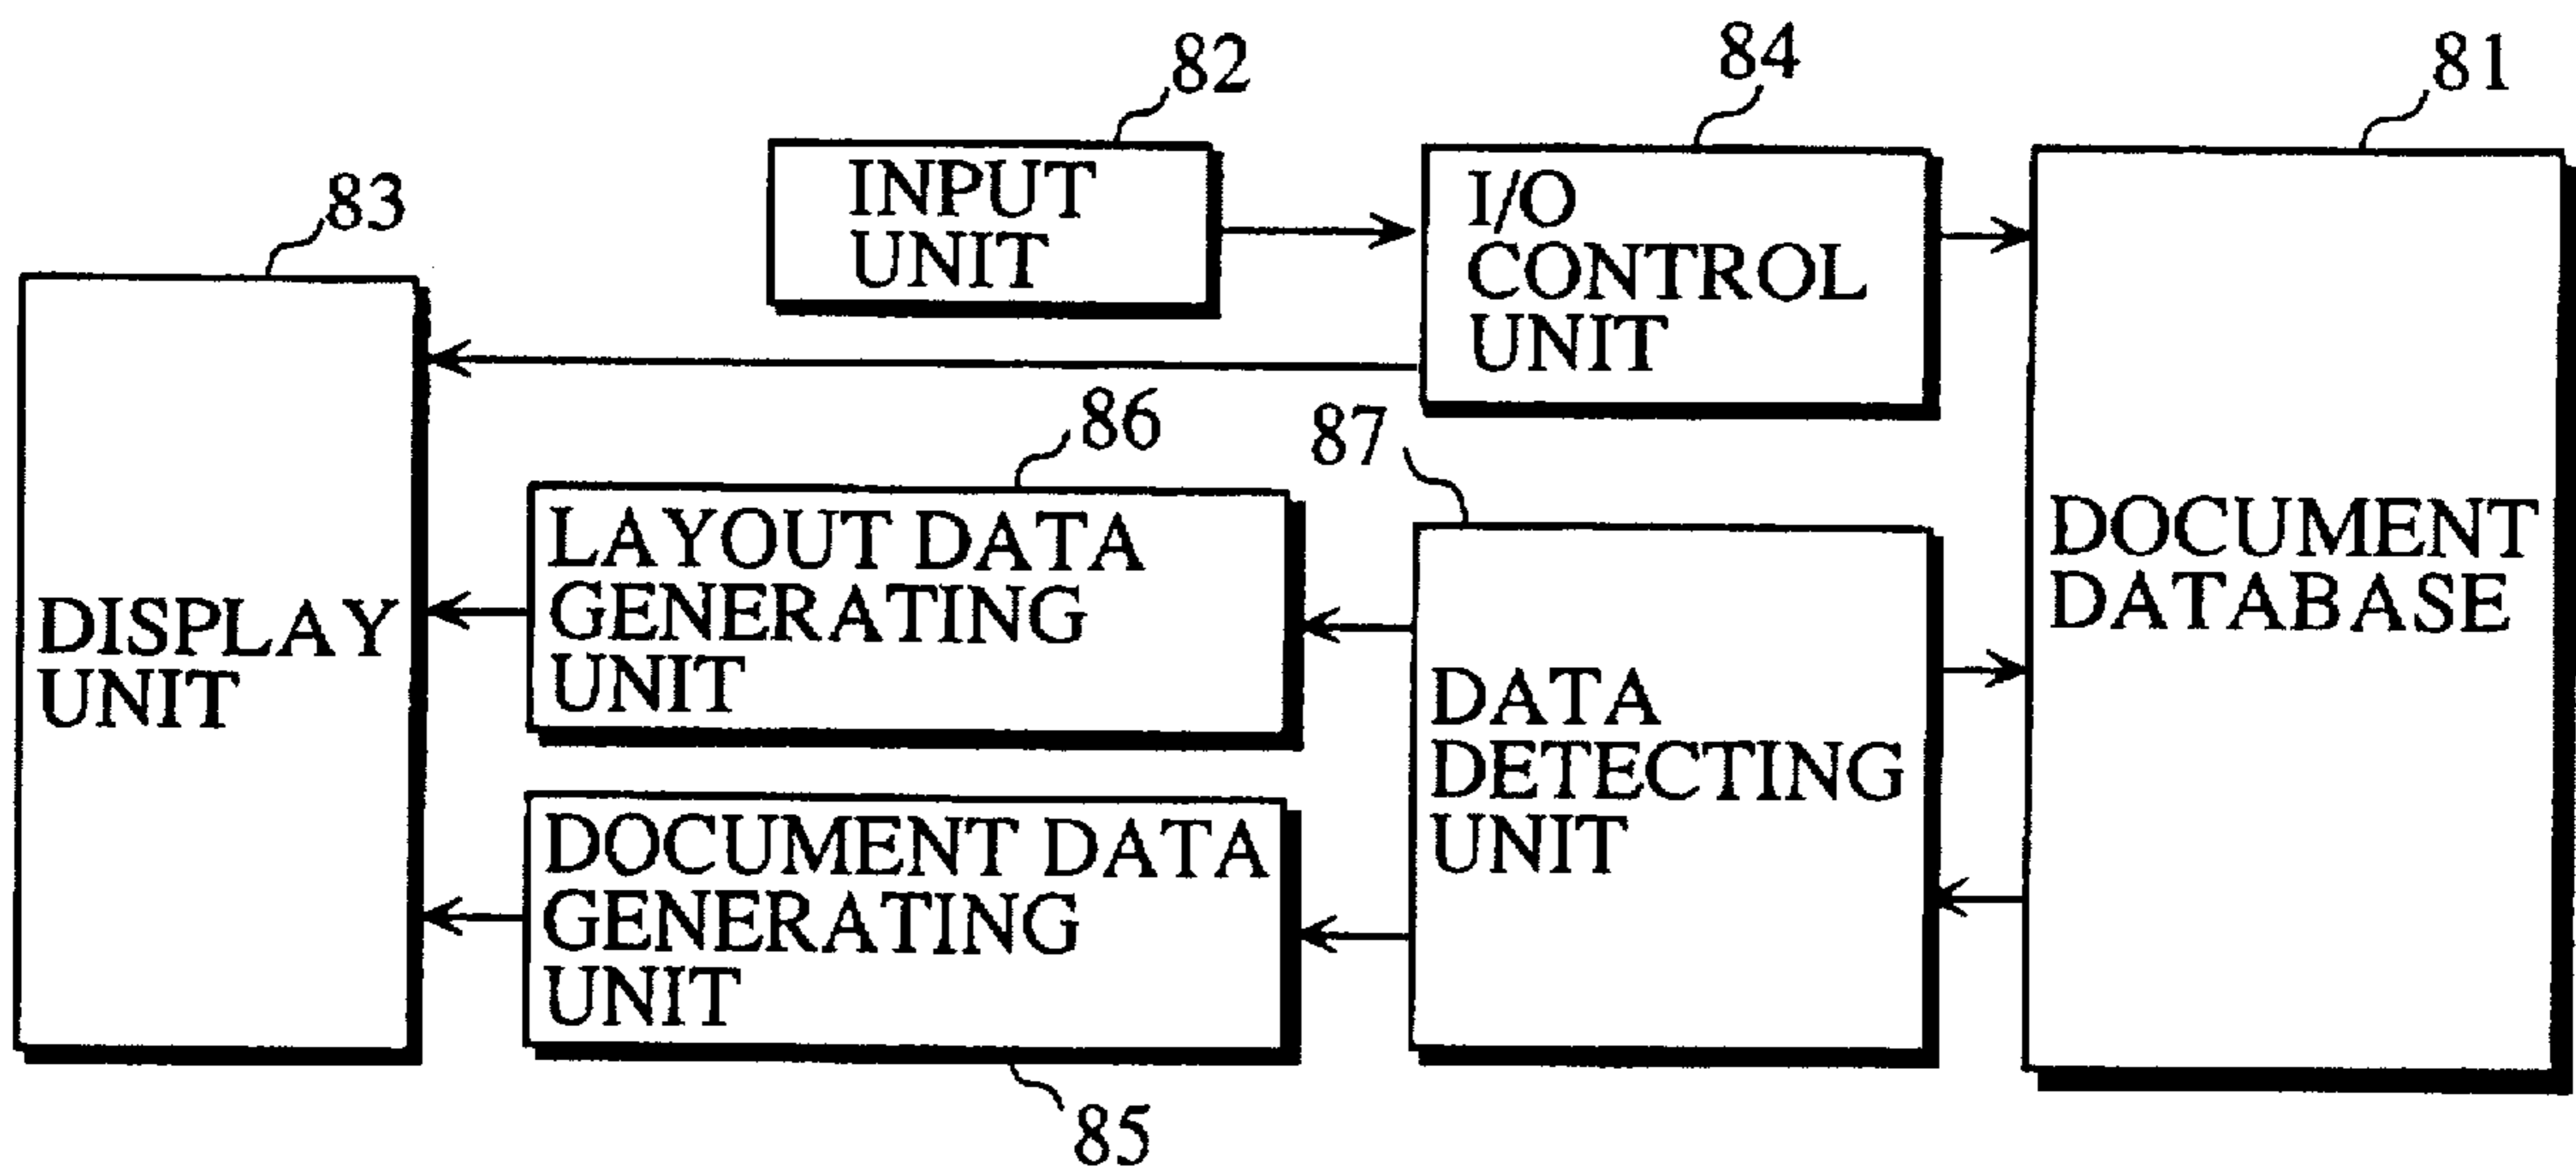 82
84
81
83
INPUT
UNIT
I/O
CONTROL
UNIT
86
87
LAYOUT DATA
GENERATING
UNIT
DOCUMENT
DATABASE
DISPLAY
UNIT
DATA
DETECTING
UNIT
DOCUMENT DATA
GENERATING
UNIT
85